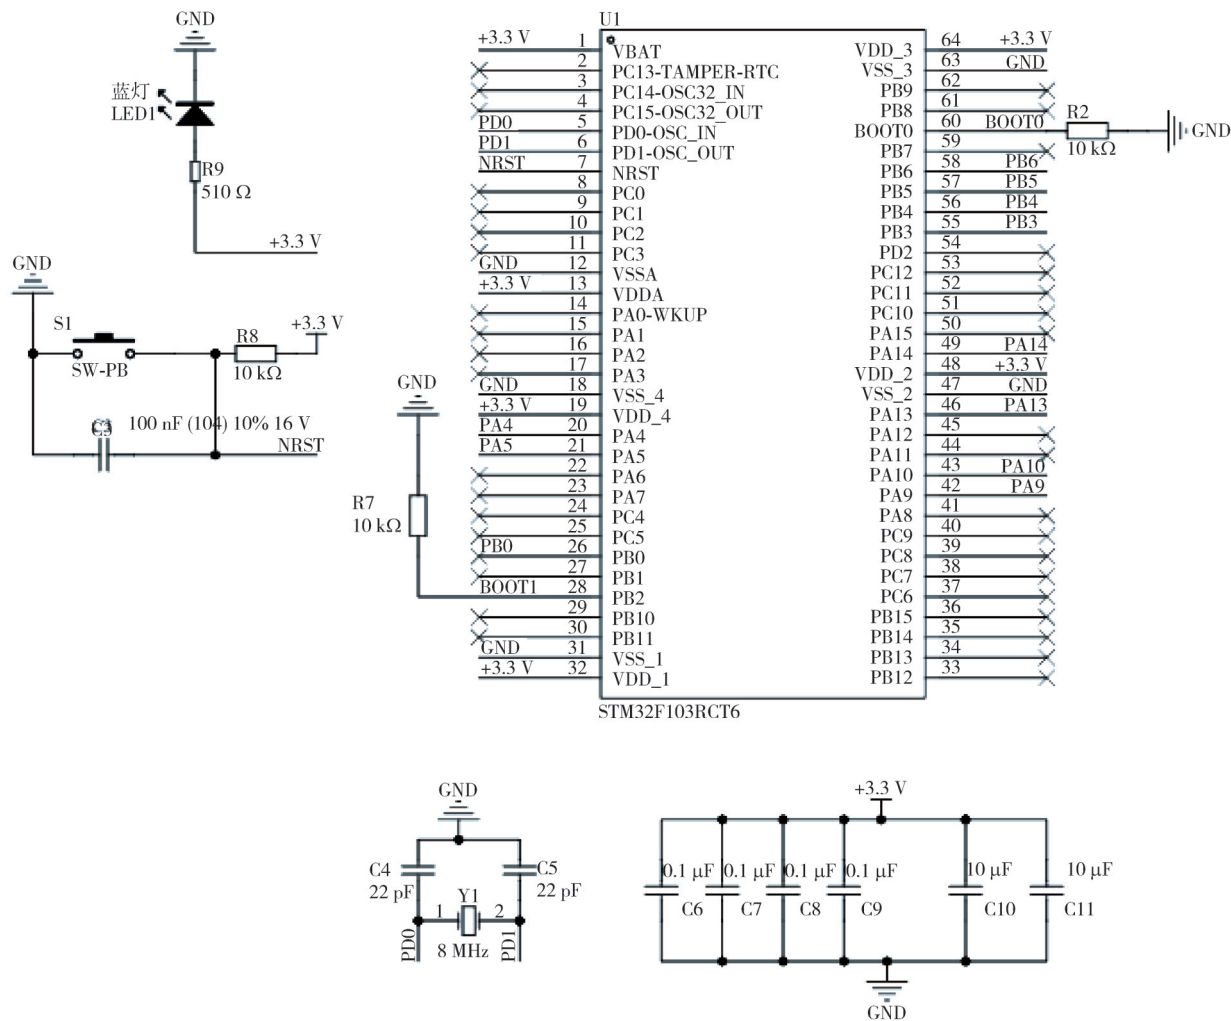 GND
蓝灯
LED1
R9
510 Ω
+3.3 V
GND
S1
SW-PB
R8
10 kΩ
+3.3 V
100 nF (104) 10% 16 V
NRST
GND
R7
10 kΩ
U1
+3.3 V 1 VBAT
2 PC13-TAMPER-RTC
3 PC14-OSC32_IN
4 PC15-OSC32_OUT
PD0 5 PD0-OSC_IN
PD1 6 PD1-OSC_OUT
NRST 7 NRST
8 PC0
9 PC1
10 PC2
11 PC3
GND 12 VSSA
+3.3 V 13 VDDA
14 PA0-WKUP
15 PA1
16 PA2
17 PA3
GND 18 VSS_4
+3.3 V 19 VDD_4
PA4 20 PA4
PA5 21 PA5
22 PA6
23 PA7
24 PC4
25 PC5
PB0 26 PB0
27 PB1
BOOT1 28 PB2
29 PB10
30 PB11
GND 31 VSS_1
+3.3 V 32 VDD_1
VDD_3 64 +3.3 V
VSS_3 63 GND
PB9 62
PB8 61
BOOT0 60 BOOT0
PB7 59
PB6 58 PB6
PB5 57 PB5
PB4 56 PB4
PB3 55 PB3
PD2 54
PC12 53
PC11 52
PC10 51
PA15 50
PA14 49 PA14
VDD_2 48 +3.3 V
VSS_2 47 GND
PA13 46 PA13
PA12 45
PA11 44
PA10 43 PA10
PA9 42 PA9
PA8 41
PC9 40
PC8 39
PC7 38
PC6 37
PB15 36
PB14 35
PB13 34
PB12 33
STM32F103RCT6
R2
10 kΩ
GND
GND
C4
22 pF
C5
22 pF
Y1
1 2
8 MHz
PD0
PD1
+3.3 V
0.1 μF 0.1 μF 0.1 μF 0.1 μF 10 μF 10 μF
C6 C7 C8 C9 C10 C11
GND